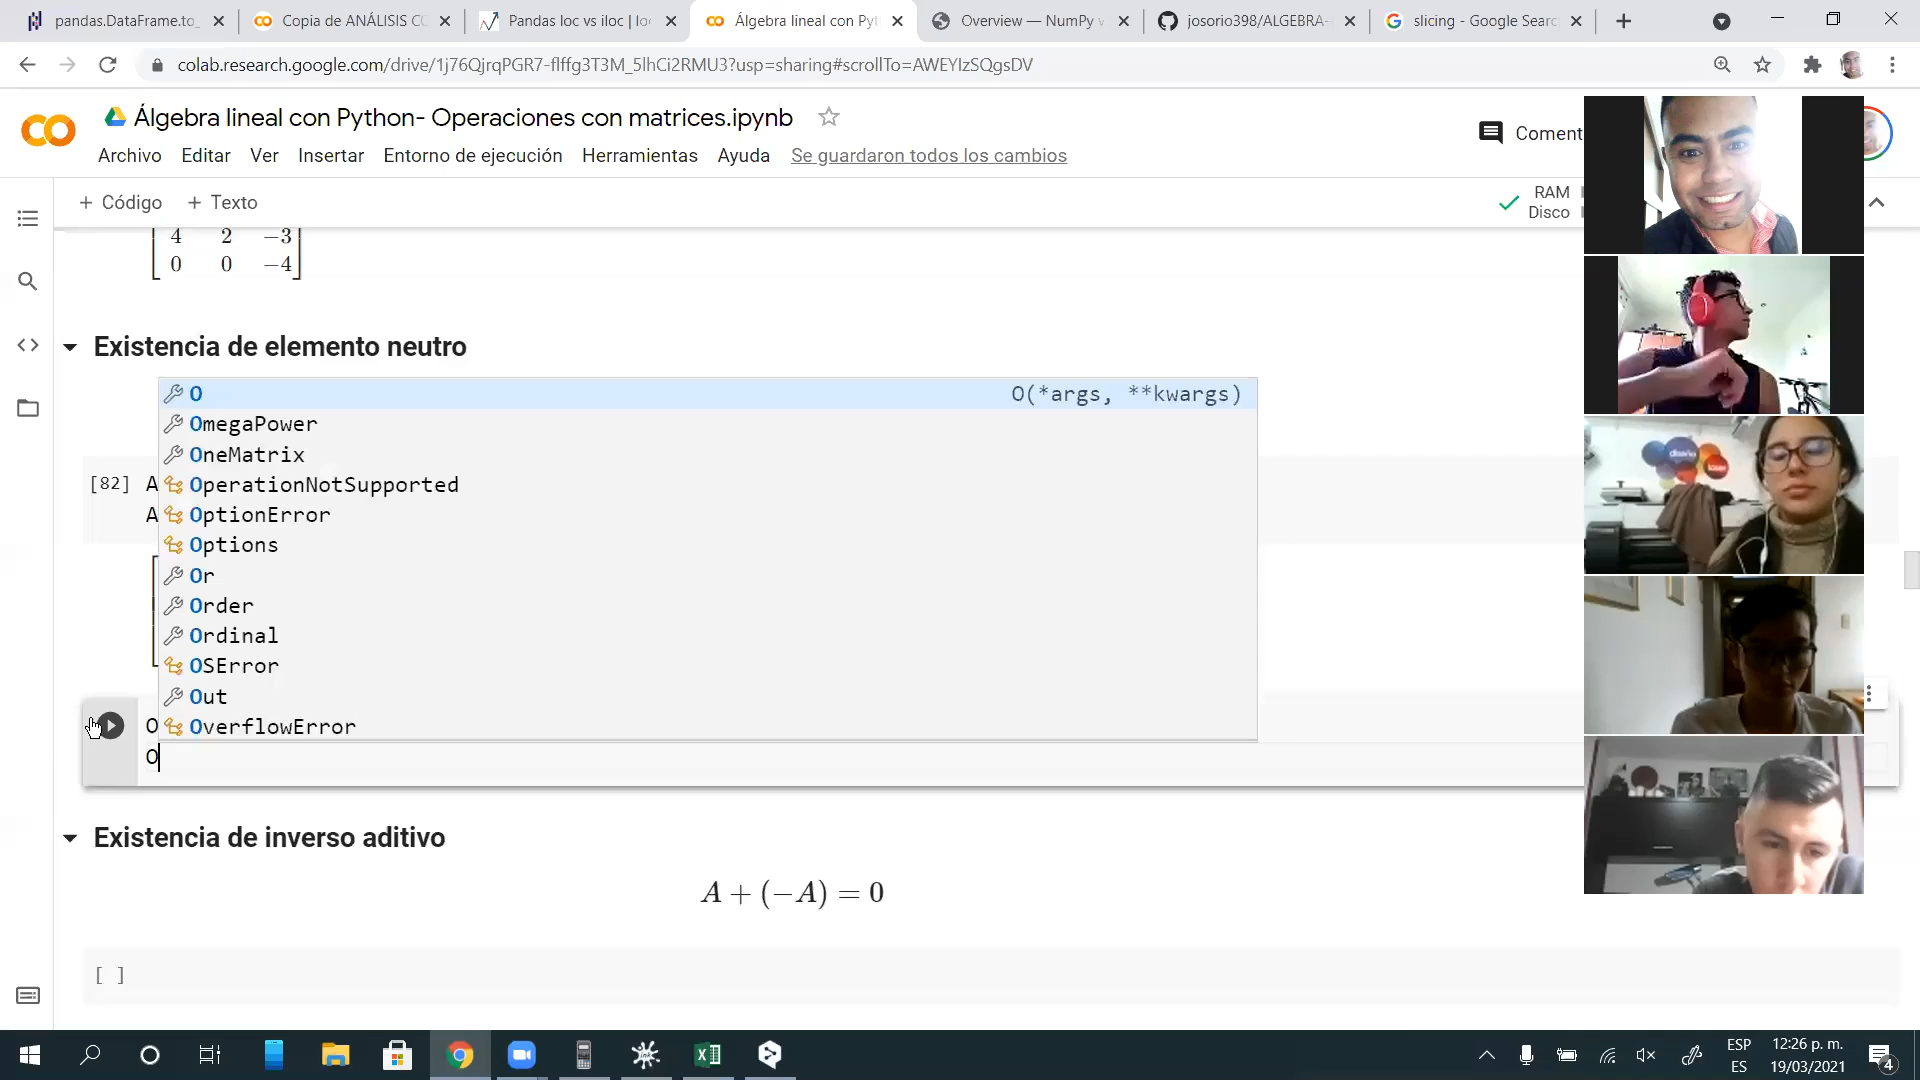 pandas.DataFrame.to_
Copia de ANÁLISIS CO
Pandas loc vs iloc | lo
Álgebra lineal con Pyt
Overview — NumPy v
josorio398/ALGEBRA-
slicing - Google Searc
colab.research.google.com/drive/1j76QjrqPGR7-flffg3T3M_5lhCi2RMU3?usp=sharing#scrollTo=AWEYIzSQgsDV
Álgebra lineal con Python- Operaciones con matrices.ipynb
Coment
Archivo Editar Ver Insertar Entorno de ejecución Herramientas Ayuda Se guardaron todos los cambios
+ Código + Texto
RAM
Disco
4 2 −3
0 0 −4
Existencia de elemento neutro
O O(*args, **kwargs)
OmegaPower
OneMatrix
[82] A
OperationNotSupported
A
OptionError
Options
Or
Order
Ordinal
OSError
Out
O
OverflowError
O
Existencia de inverso aditivo
A + (−A) = 0
[ ]
ESP
ES
12:26 p. m.
19/03/2021
4